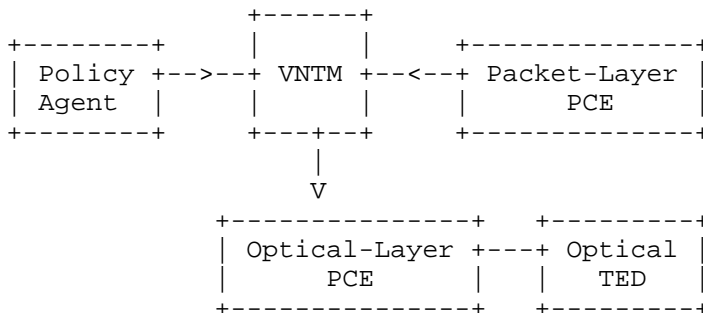 Policy Agent
VNTM
Packet-Layer PCE
V
Optical-Layer PCE
Optical TED